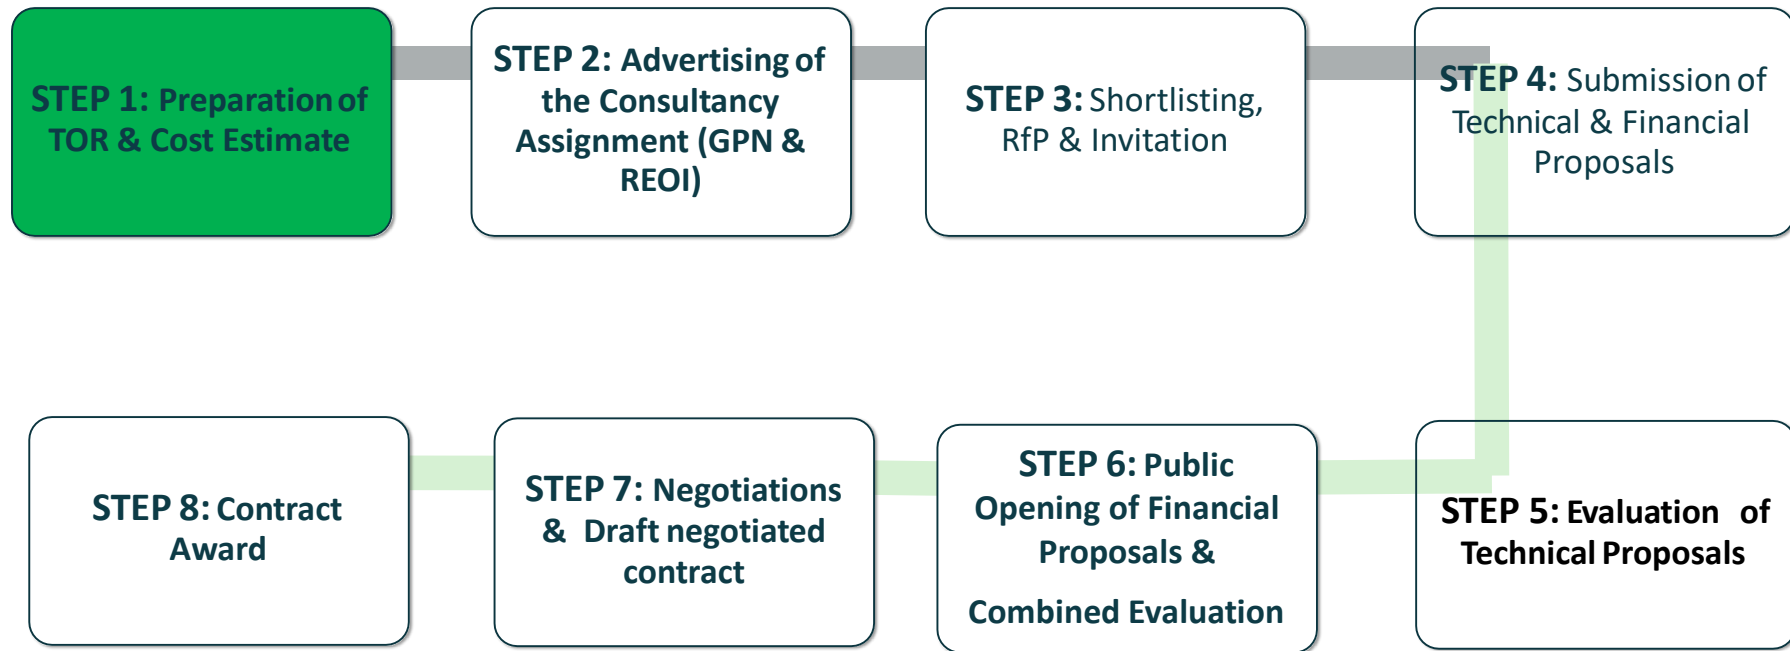 STEP 1: Preparation of
TOR & Cost Estimate
STEP 2: Advertising of
the Consultancy
Assignment (GPN &
REOI)
STEP 3: Shortlisting,
RfP & Invitation
STEP 4: Submission of
Technical & Financial
Proposals
STEP 5: Evaluation of
Technical Proposals
STEP 6: Public
Opening of Financial
Proposals &
Combined Evaluation
STEP 7: Negotiations
& Draft negotiated
contract
STEP 8: Contract
Award